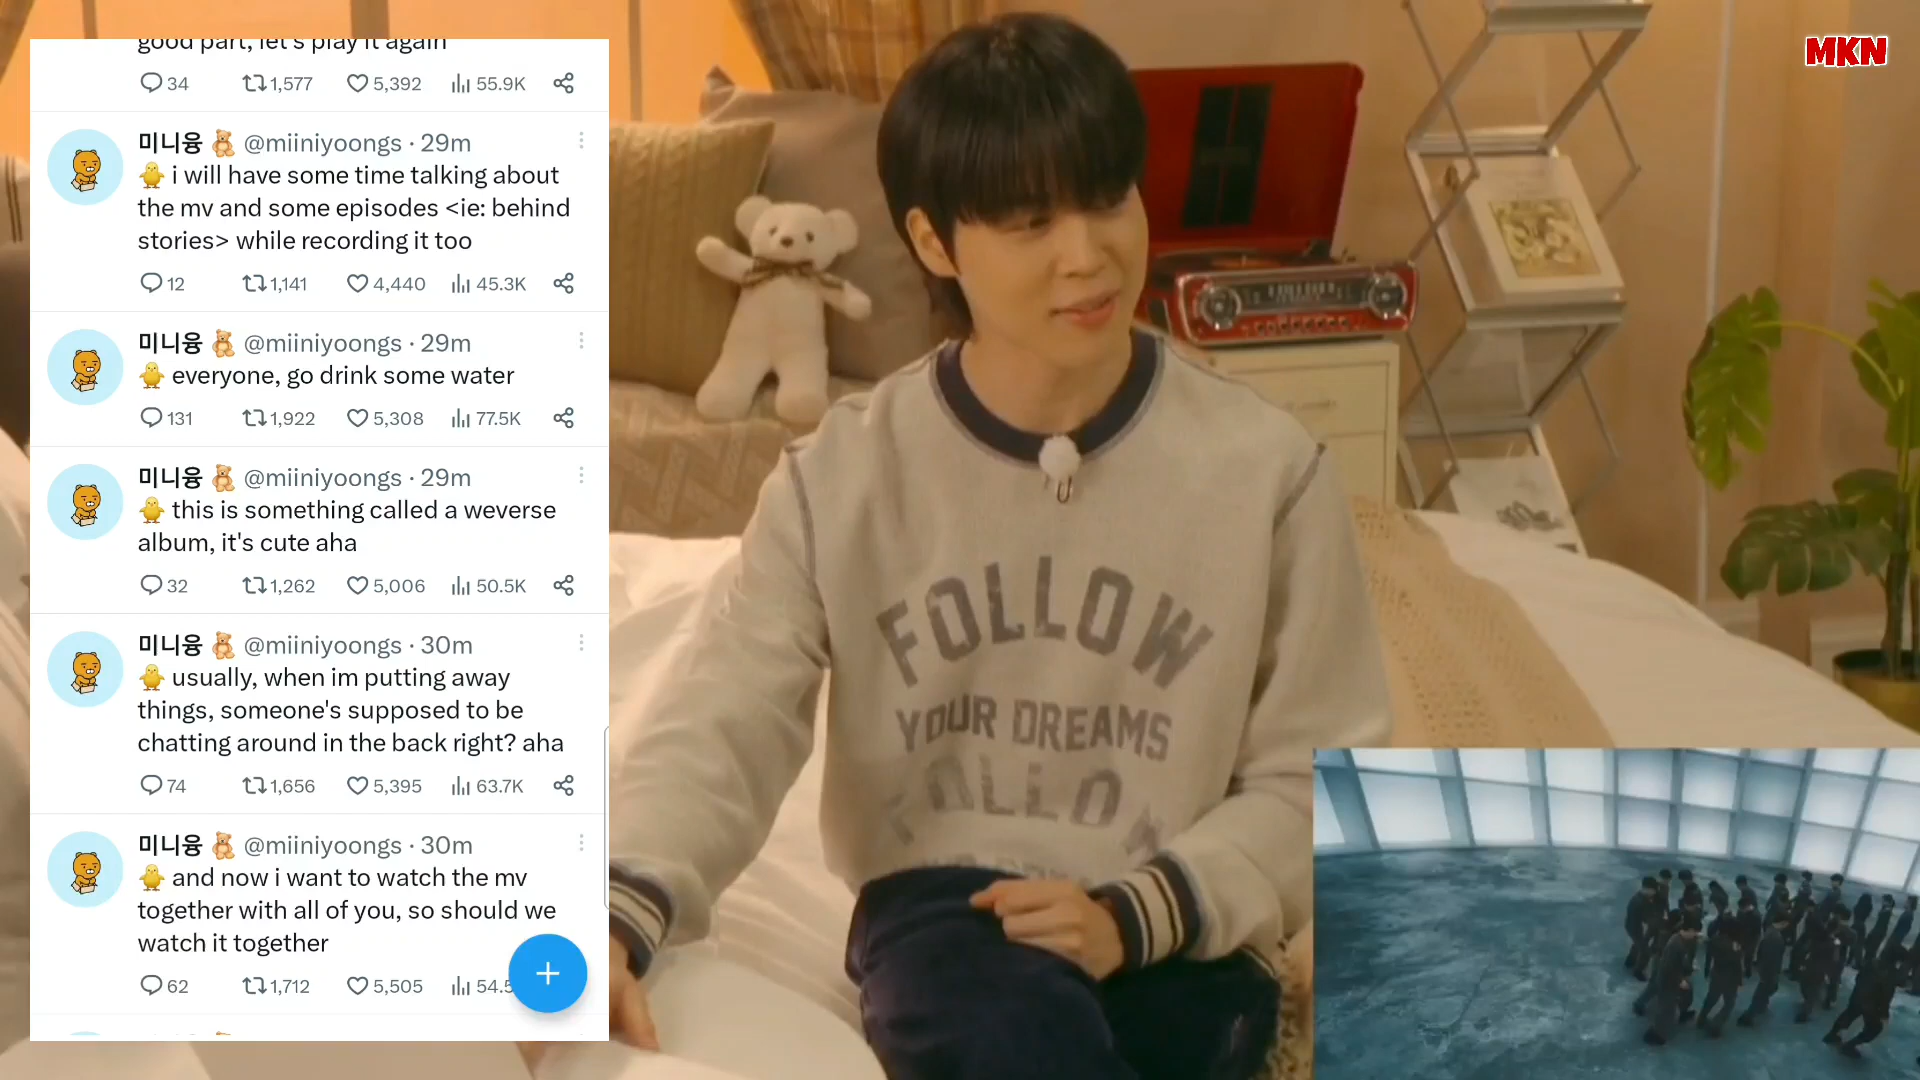 good part, let's play it again
34 1,577 5,392 55.9K
미니융 🧸 @miiniyoongs · 29m
🐥 i will have some time talking about
the mv and some episodes <ie: behind
stories> while recording it too
12 1,141 4,440 45.3K
미니융 🧸 @miiniyoongs · 29m
🐥 everyone, go drink some water
131 1,922 5,308 77.5K
미니융 🧸 @miiniyoongs · 29m
🐥 this is something called a weverse
album, it's cute aha
32 1,262 5,006 50.5K
미니융 🧸 @miiniyoongs · 30m
🐥 usually, when im putting away
things, someone's supposed to be
chatting around in the back right? aha
74 1,656 5,395 63.7K
미니융 🧸 @miiniyoongs · 30m
🐥 and now i want to watch the mv
together with all of you, so should we
watch it together
62 1,712 5,505 54.5
MKN
FOLLOW
YOUR DREAMS
FOLLOW